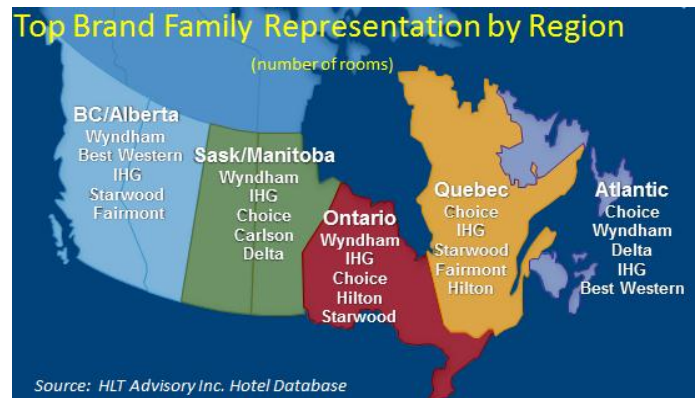 Top Brand Family Representation by Region
(number of rooms)
BC/Alberta
Wyndham
Best Western
IHG
Starwood
Fairmont
Sask/Manitoba
Wyndham
IHG
Choice
Carlson
Delta
Ontario
Wyndham
IHG
Choice
Hilton
Starwood
Quebec
Choice
IHG
Starwood
Fairmont
Hilton
Atlantic
Choice
Wyndham
Delta
IHG
Best Western
Source: HLT Advisory Inc. Hotel Database